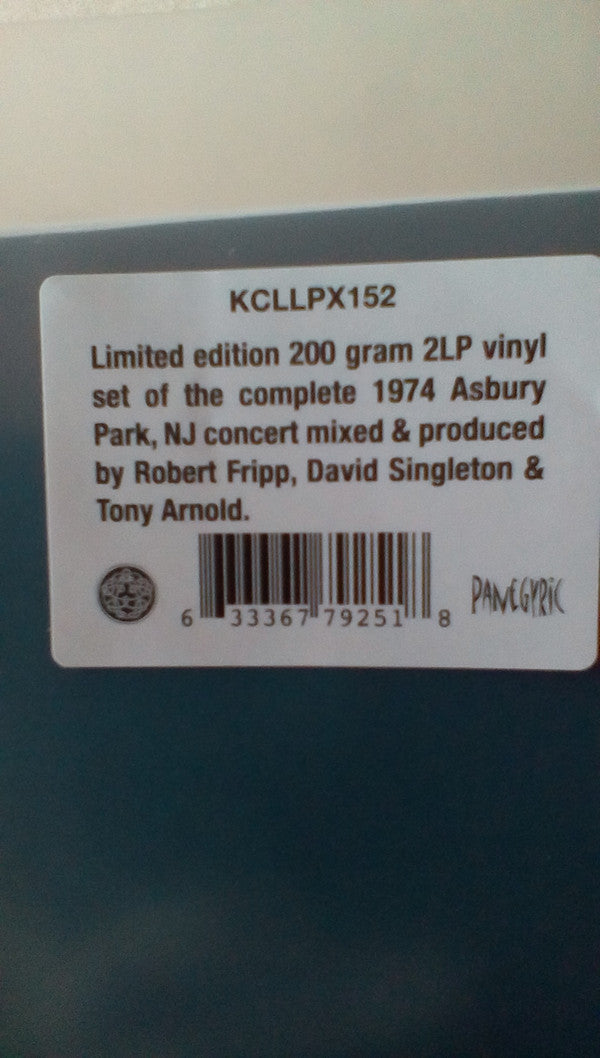 KCLLPX152
Limited edition 200 gram 2LP vinyl
set of the complete 1974 Asbury
Park, NJ concert mixed & produced
by Robert Fripp, David Singleton &
Tony Arnold.
6 33367 79251 8
PANEGYRIC